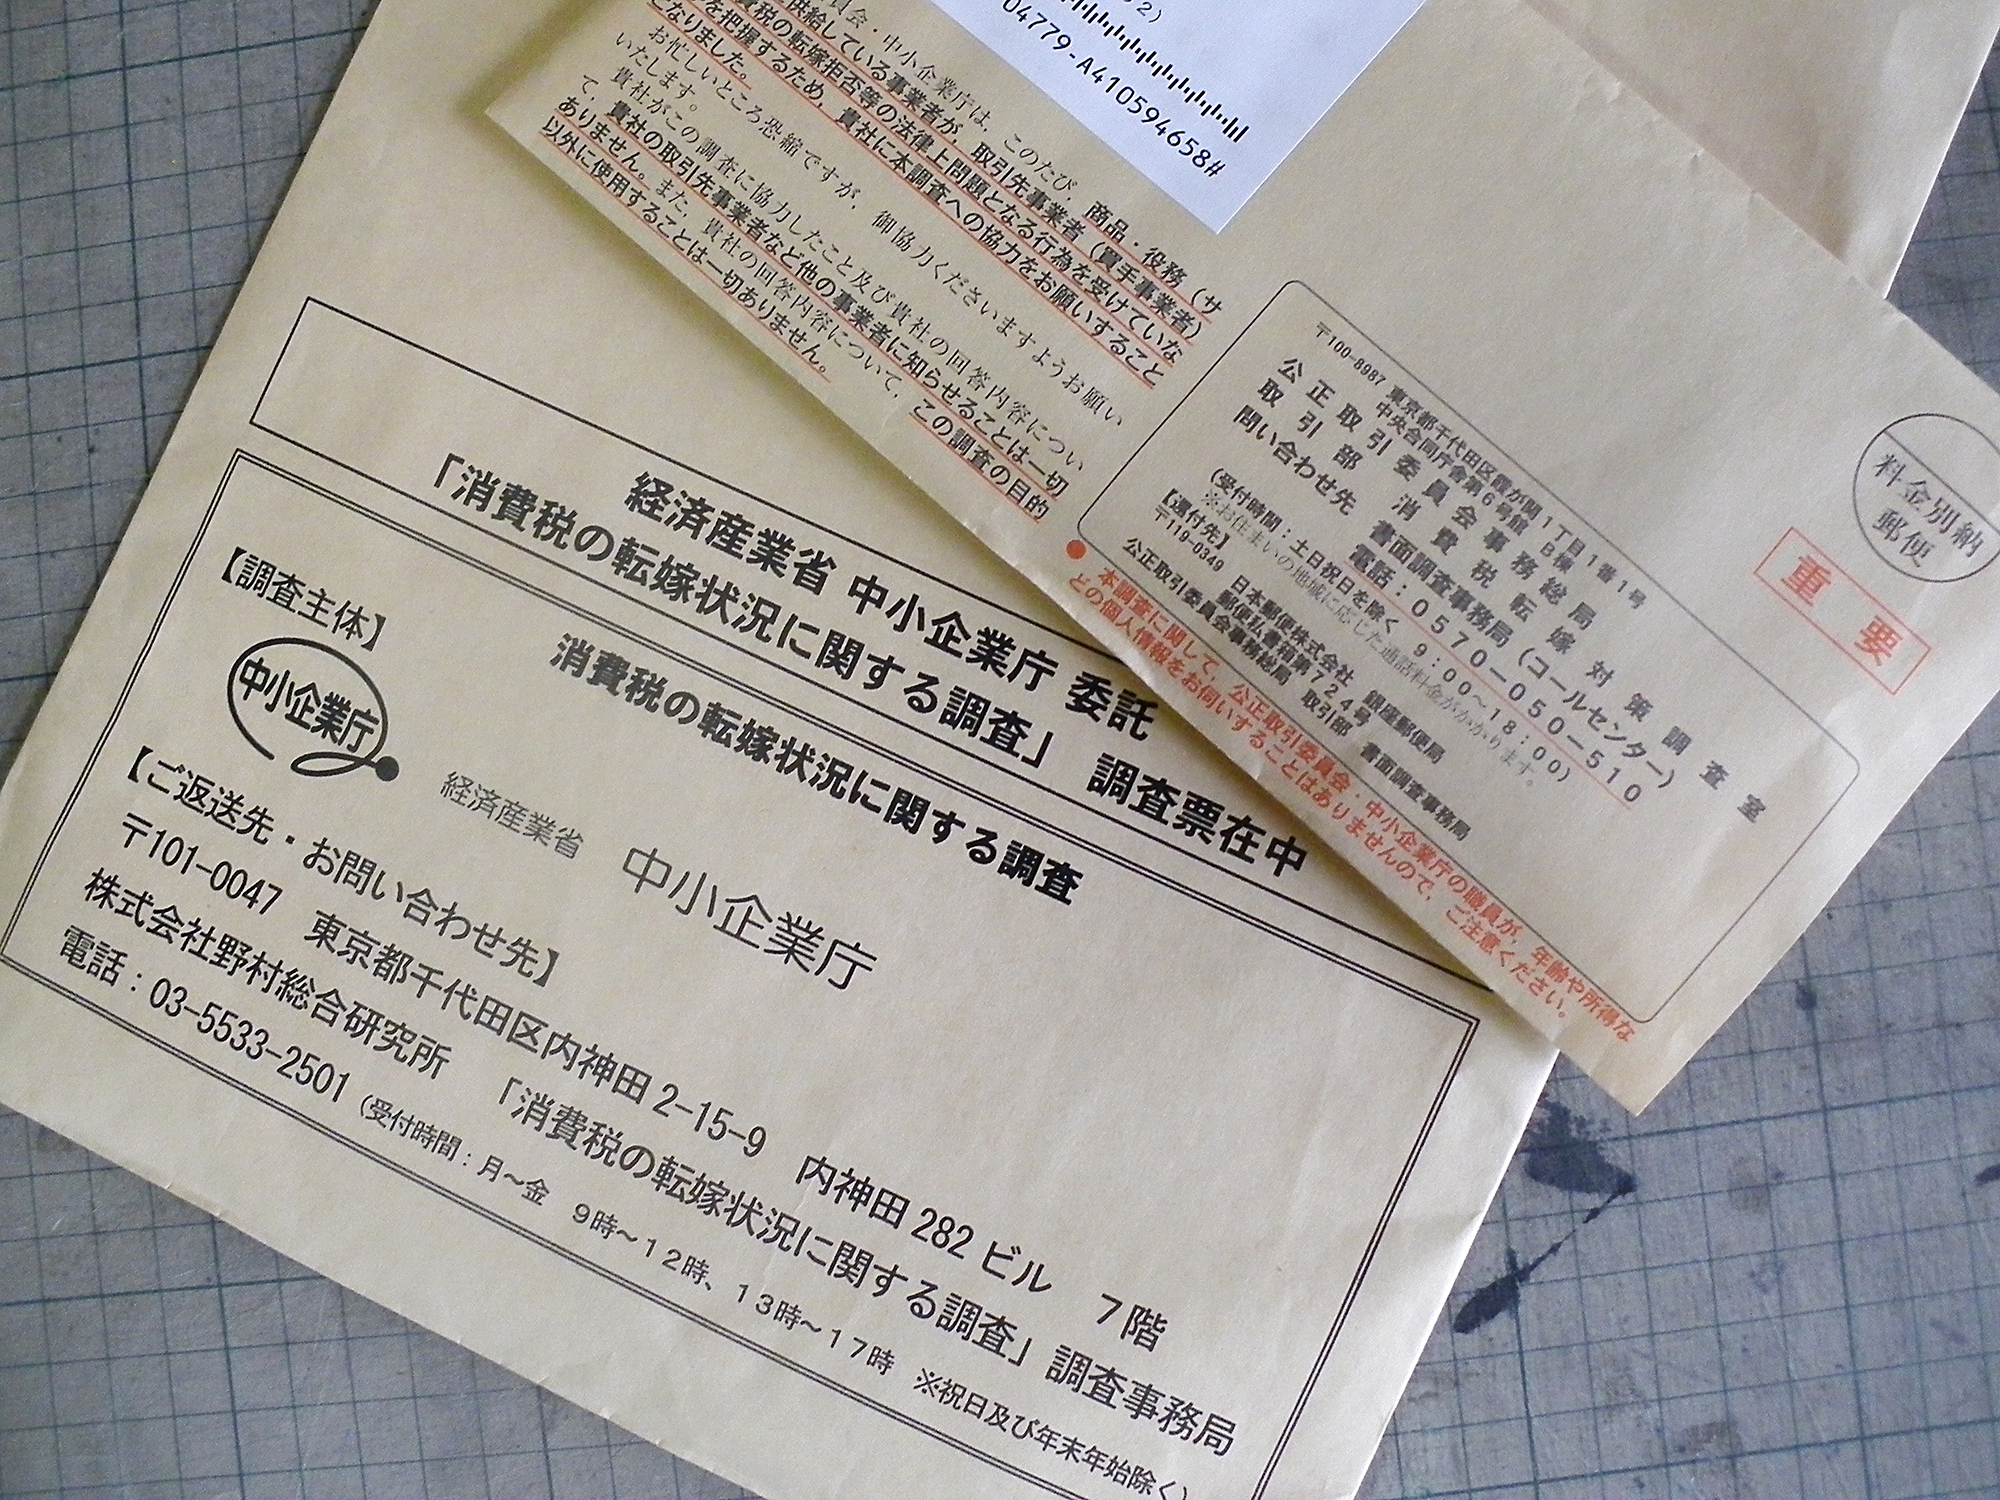 02）
04779-A410594658#
員会・中小企業庁は，このたび，商品・役務（サ
供給している事業者が，取引先事業者（買手事業者）
費税の転嫁拒否等の法律上問題となる行為を受けていな
を把握するため，貴社に本調査への協力をお願いすること
となりました。
お忙しいところ恐縮ですが，御協力くださいますようお願い
いたします。
貴社がこの調査に協力したこと及び貴社の回答内容につい
て，貴社の取引先事業者など他の事業者に知らせることは一切
ありません。また，貴社の回答内容について，この調査の目的
以外に使用することは一切ありません。
料金別納
郵便
重要
〒100-8987 東京都千代田区霞が関1丁目1番1号
中央合同庁舎第6号館B棟
公正取引委員会事務総局
取引部 消費税転嫁対策調査室
問い合わせ先 書面調査事務局（コールセンター）
電話：0570－050－510
（受付時間：土日祝日を除く 9：00～18：00）
※お住まいの地域に応じた通話料金がかかります。
【還付先】
〒119-0349 日本郵便株式会社 銀座郵便局
郵便私書箱第724号
公正取引委員会事務総局 取引部 書面調査事務局
●本調査に関して，公正取引委員会・中小企業庁の職員が，年齢や所得な
どの個人情報をお伺いすることはありませんので，ご注意ください。
経済産業省 中小企業庁 委託
「消費税の転嫁状況に関する調査」 調査票在中
消費税の転嫁状況に関する調査
【調査主体】
中小企業庁
経済産業省 中小企業庁
【ご返送先・お問い合わせ先】
〒101-0047 東京都千代田区内神田 2-15-9 内神田 282 ビル 7階
株式会社野村総合研究所 「消費税の転嫁状況に関する調査」調査事務局
電話：03-5533-2501（受付時間：月～金 9時～12時、13時～17時 ※祝日及び年末年始除く）